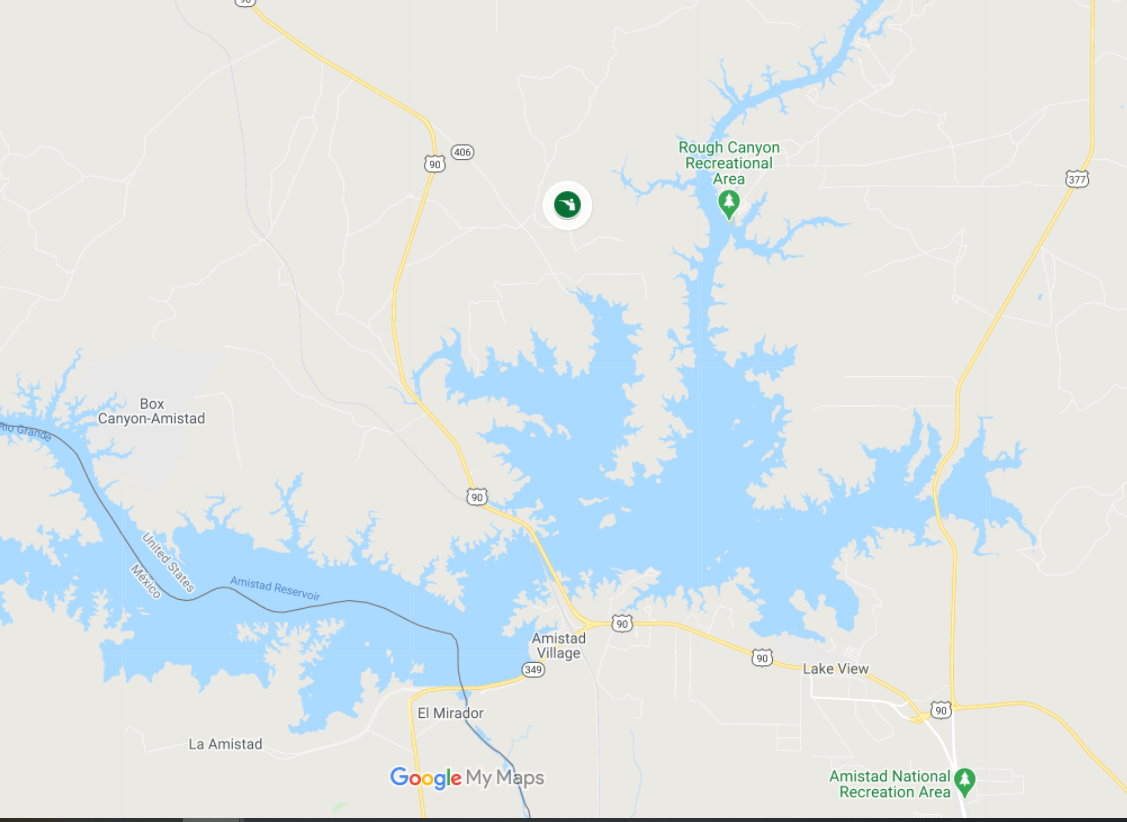 90
406
90
Rough Canyon
Recreational
Area
377
Box
Canyon-Amistad
Rio Grande
90
United States
México
Amistad Reservoir
90
Amistad
Village
349
90
Lake View
90
El Mirador
La Amistad
Google My Maps
Amistad National
Recreation Area